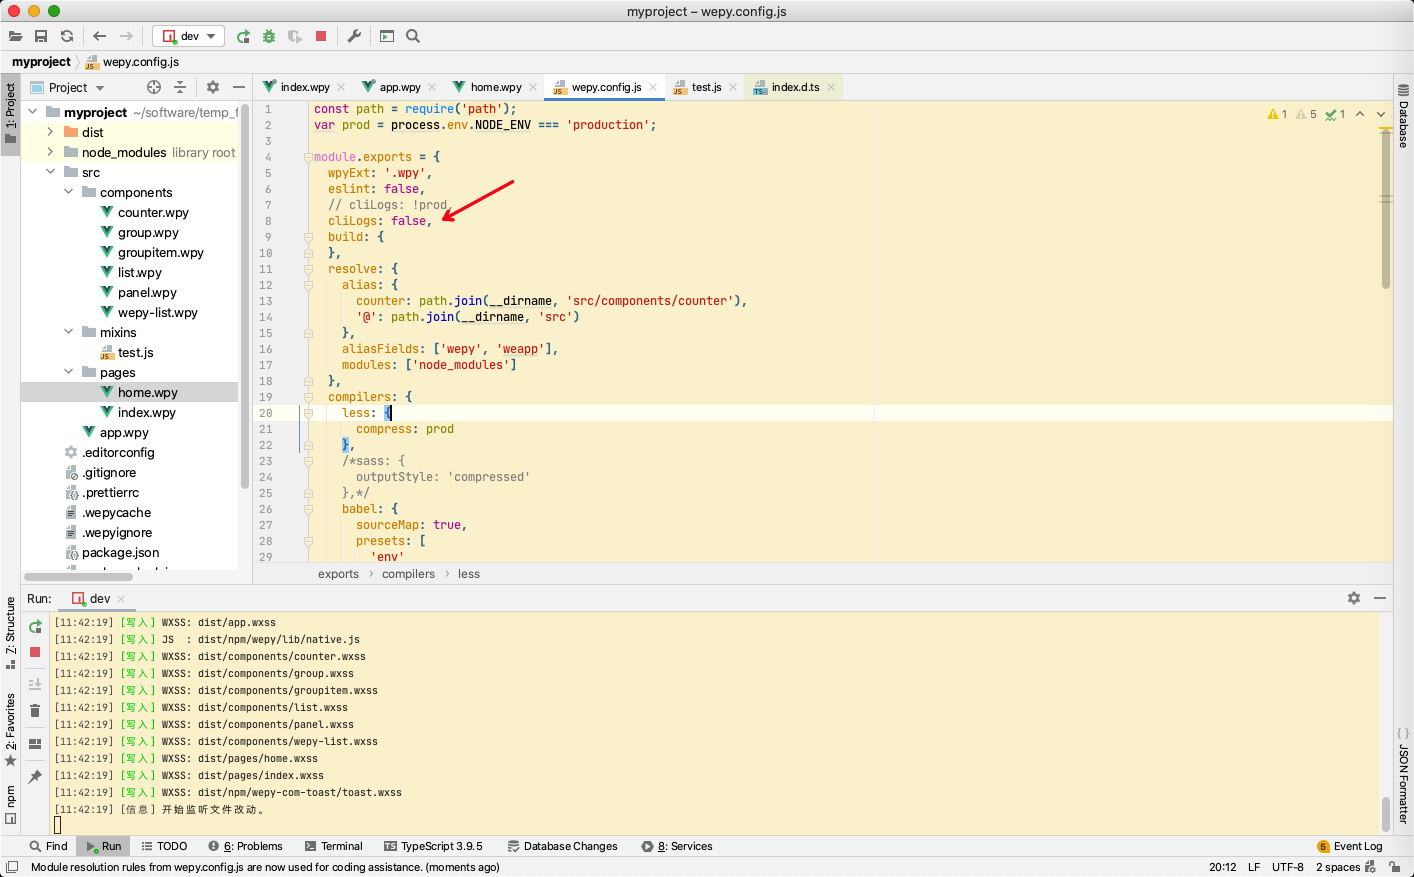 myproject – wepy.config.js
dev
myproject
wepy.config.js
1: Project
Project
index.wpy
app.wpy
home.wpy
wepy.config.js
test.js
index.d.ts
Database
myproject ~/software/temp_f
dist
node_modules library root
src
components
counter.wpy
group.wpy
groupitem.wpy
list.wpy
panel.wpy
wepy-list.wpy
mixins
test.js
pages
home.wpy
index.wpy
app.wpy
.editorconfig
.gitignore
.prettierrc
.wepycache
.wepyignore
package.json
1 5 1
1 const path = require('path');
2 var prod = process.env.NODE_ENV === 'production';
3
4 module.exports = {
5 wpyExt: '.wpy',
6 eslint: false,
7 // cliLogs: !prod,
8 cliLogs: false,
9 build: {
10 },
11 resolve: {
12 alias: {
13 counter: path.join(__dirname, 'src/components/counter'),
14 '@': path.join(__dirname, 'src')
15 },
16 aliasFields: ['wepy', 'weapp'],
17 modules: ['node_modules']
18 },
19 compilers: {
20 less: {
21 compress: prod
22 },
23 /*sass: {
24 outputStyle: 'compressed'
25 },*/
26 babel: {
27 sourceMap: true,
28 presets: [
29 'env'
exports › compilers › less
Run: dev
Z: Structure
2: Favorites
npm
JSON Formatter
[11:42:19] [写入] WXSS: dist/app.wxss
[11:42:19] [写入] JS : dist/npm/wepy/lib/native.js
[11:42:19] [写入] WXSS: dist/components/counter.wxss
[11:42:19] [写入] WXSS: dist/components/group.wxss
[11:42:19] [写入] WXSS: dist/components/groupitem.wxss
[11:42:19] [写入] WXSS: dist/components/list.wxss
[11:42:19] [写入] WXSS: dist/components/panel.wxss
[11:42:19] [写入] WXSS: dist/components/wepy-list.wxss
[11:42:19] [写入] WXSS: dist/pages/home.wxss
[11:42:19] [写入] WXSS: dist/pages/index.wxss
[11:42:19] [写入] WXSS: dist/npm/wepy-com-toast/toast.wxss
[11:42:19] [信息] 开始监听文件改动。
Find Run TODO 6: Problems Terminal TypeScript 3.9.5 Database Changes 8: Services 5 Event Log
Module resolution rules from wepy.config.js are now used for coding assistance. (moments ago) 20:12 LF UTF-8 2 spaces